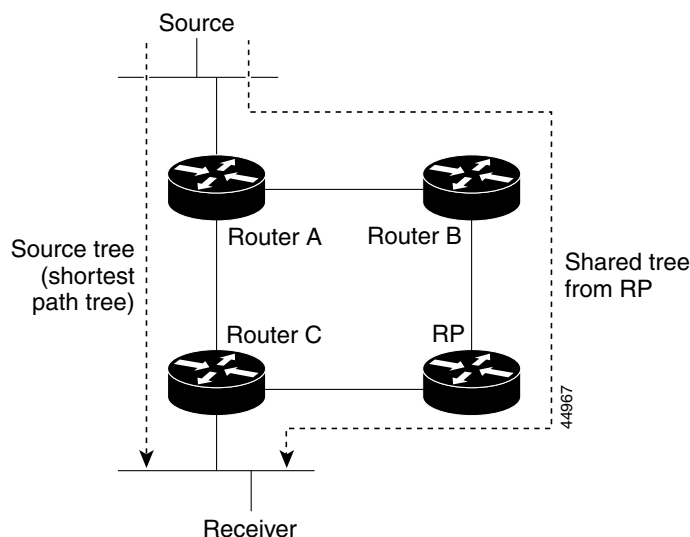 Source
Router A
Router B
Source tree
(shortest
path tree)
Shared tree
from RP
Router C
RP
44967
Receiver